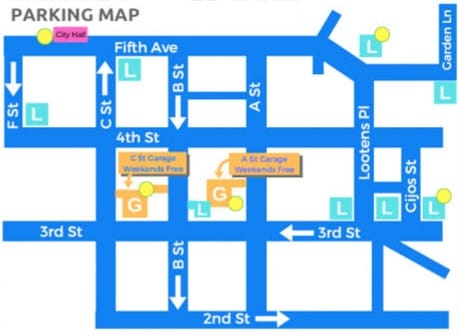 PARKING MAP
City Hall
Fifth Ave
Garden Ln
L
L
L
L
F St
C St
B St
A St
Lootens Pl
4th St
C St Garage
Weekends Free
A St Garage
Weekends Free
Cijos St
G
G
L
L
L
L
3rd St
3rd St
B St
2nd St